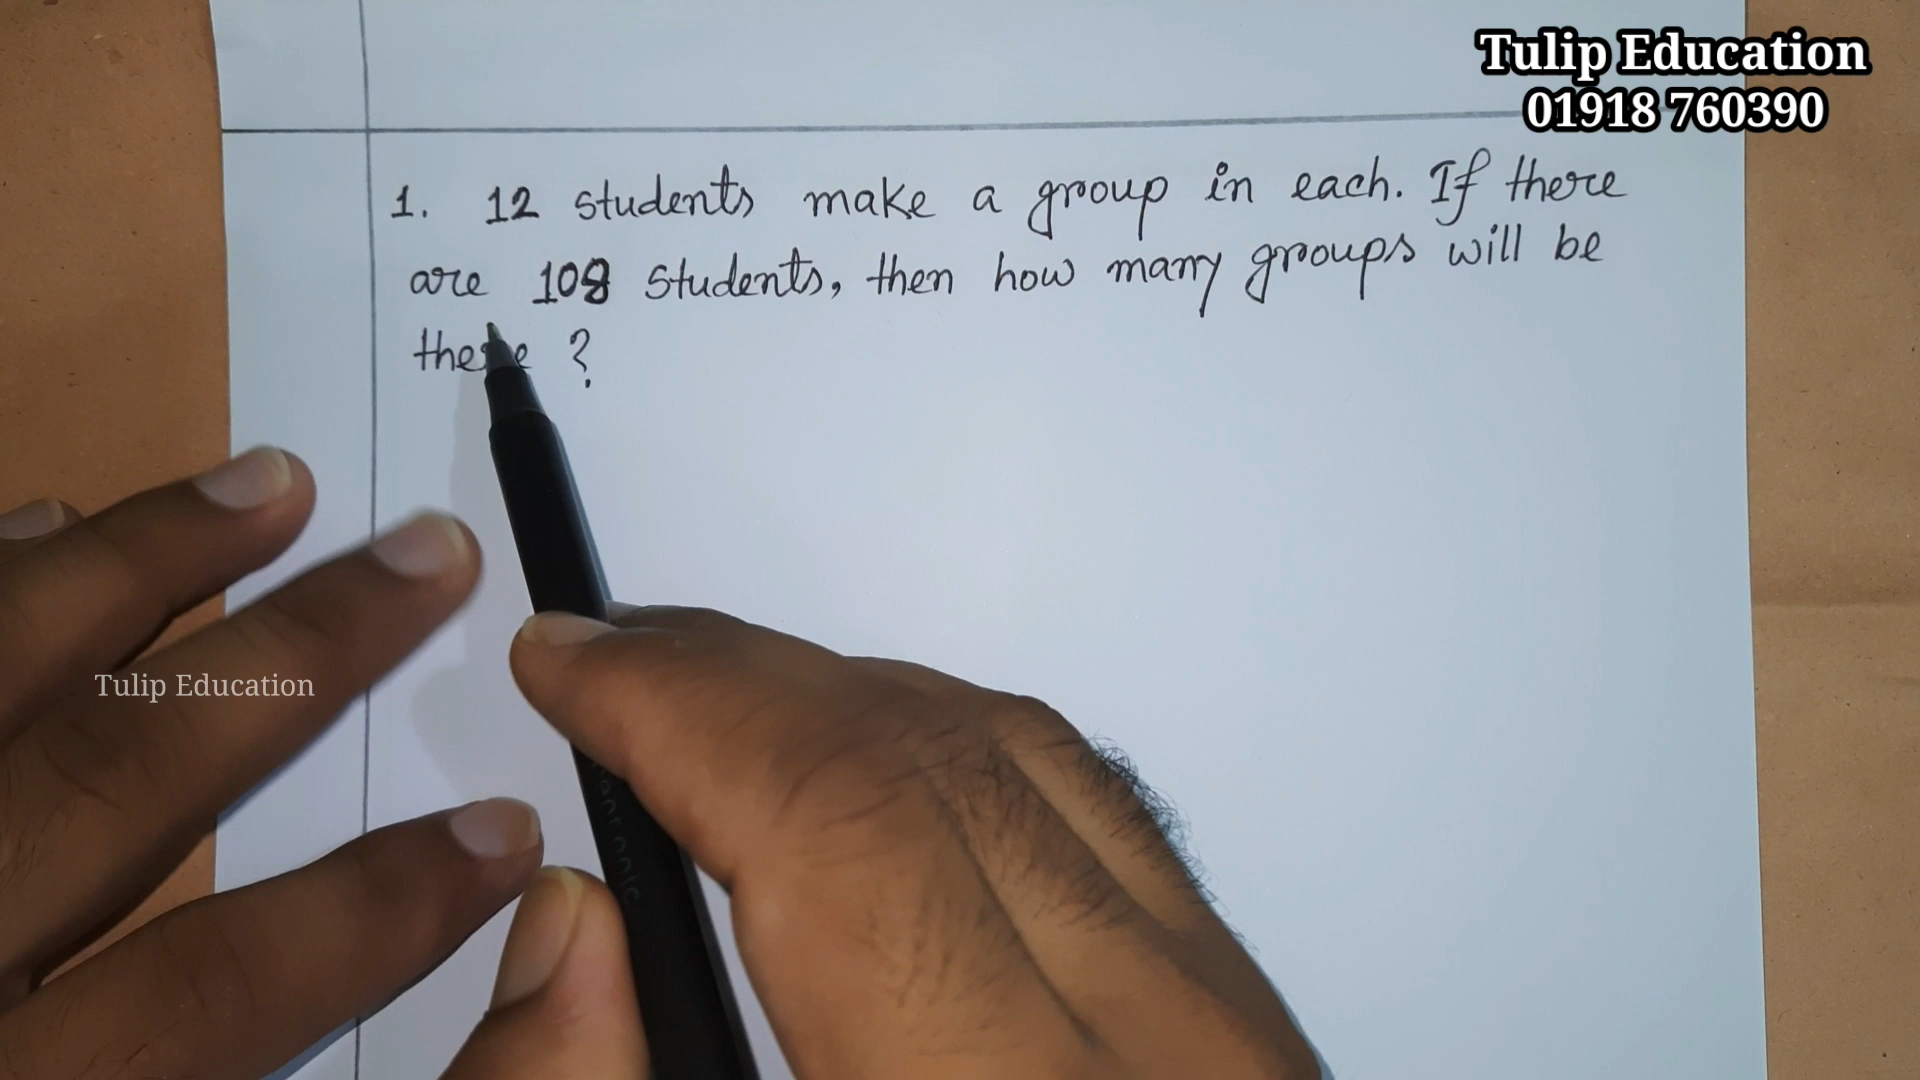 Tulip Education
01918 760390
1. 12 students make a group in each. If there
are 108 students, then how many groups will be
there ?
Tulip Education